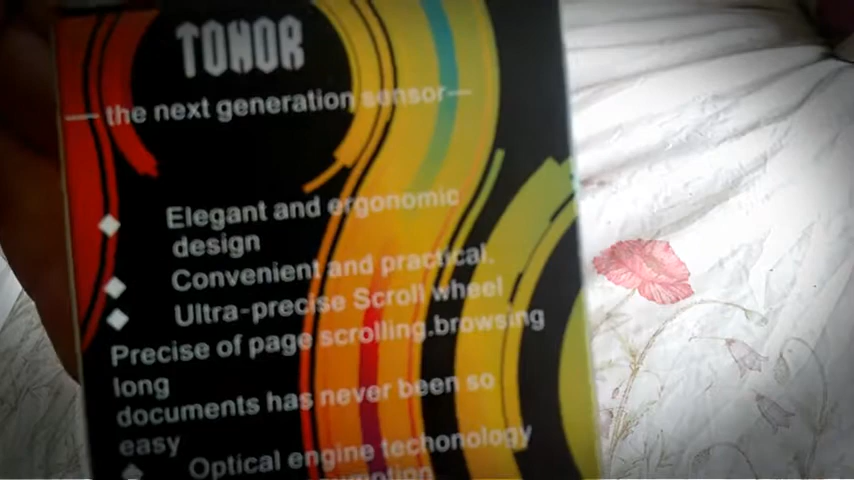 TONOR
the next generation sensor
Elegant and ergonomic
design
Convenient and practical.
Ultra-precise Scroll wheel
Precise of page scrolling.browsing
long
documents has never been so
easy
Optical engine techonology